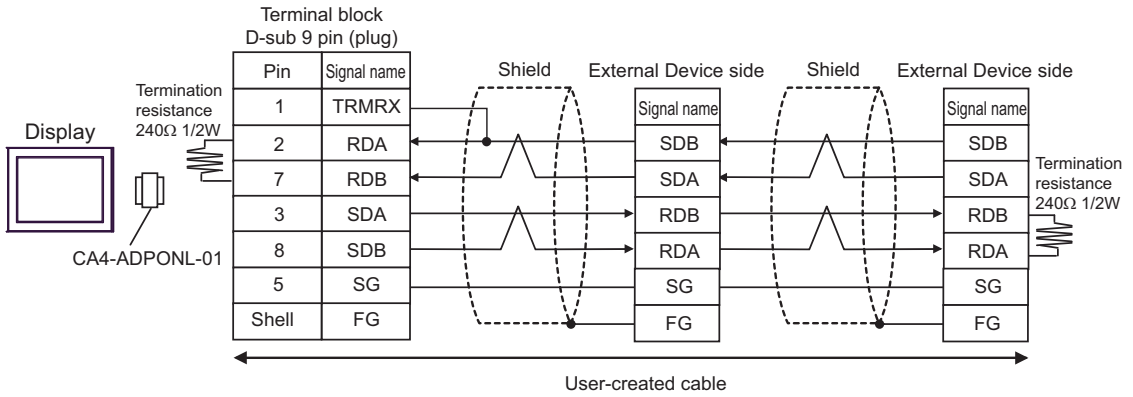 Terminal block
D-sub 9 pin (plug)
Pin Signal name
1 TRMRX
2 RDA
7 RDB
3 SDA
8 SDB
5 SG
Shell FG
Termination
resistance
240Ω 1/2W
Display
CA4-ADPONL-01
Shield
External Device side
Signal name
SDB
SDA
RDB
RDA
SG
FG
Shield
External Device side
Signal name
SDB
SDA
RDB
RDA
SG
FG
Termination
resistance
240Ω 1/2W
User-created cable